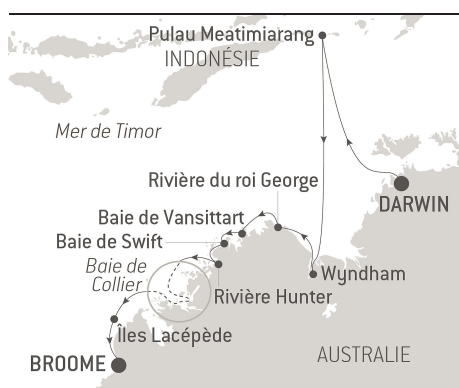 Pulau Meatimiarang
INDONÉSIE
Mer de Timor
Rivière du roi George
DARWIN
Baie de Vansittart
Baie de Swift
Baie de
Collier
Wyndham
Rivière Hunter
Îles Lacépède
AUSTRALIE
BROOME